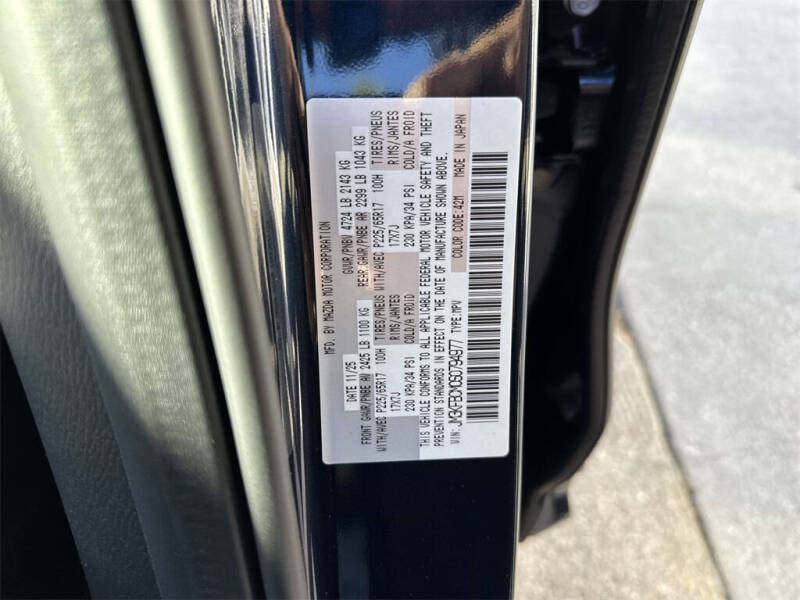 MFD. BY MAZDA MOTOR CORPORATION
DATE 11/25 GVWR/PNBV 4724 LB 2143 KG
FRONT GAWR/PNBE AV 2425 LB 1100 KG REAR GAWR/PNBE AR 2299 LB 1043 KG
WITH/AVEC P225/65R17 100H TIRES/PNEUS WITH/AVEC P225/65R17 100H TIRES/PNEUS
17X7J RIMS/JANTES 17X7J RIMS/JANTES
230 KPA/34 PSI COLD/A FROID 230 KPA/34 PSI COLD/A FROID
THIS VEHICLE CONFORMS TO ALL APPLICABLE FEDERAL MOTOR VEHICLE SAFETY AND THEFT
PREVENTION STANDARDS IN EFFECT ON THE DATE OF MANUFACTURE SHOWN ABOVE.
VIN: JM3KFBCM0S0794977 TYPE:MPV COLOR CODE:42M MADE IN JAPAN